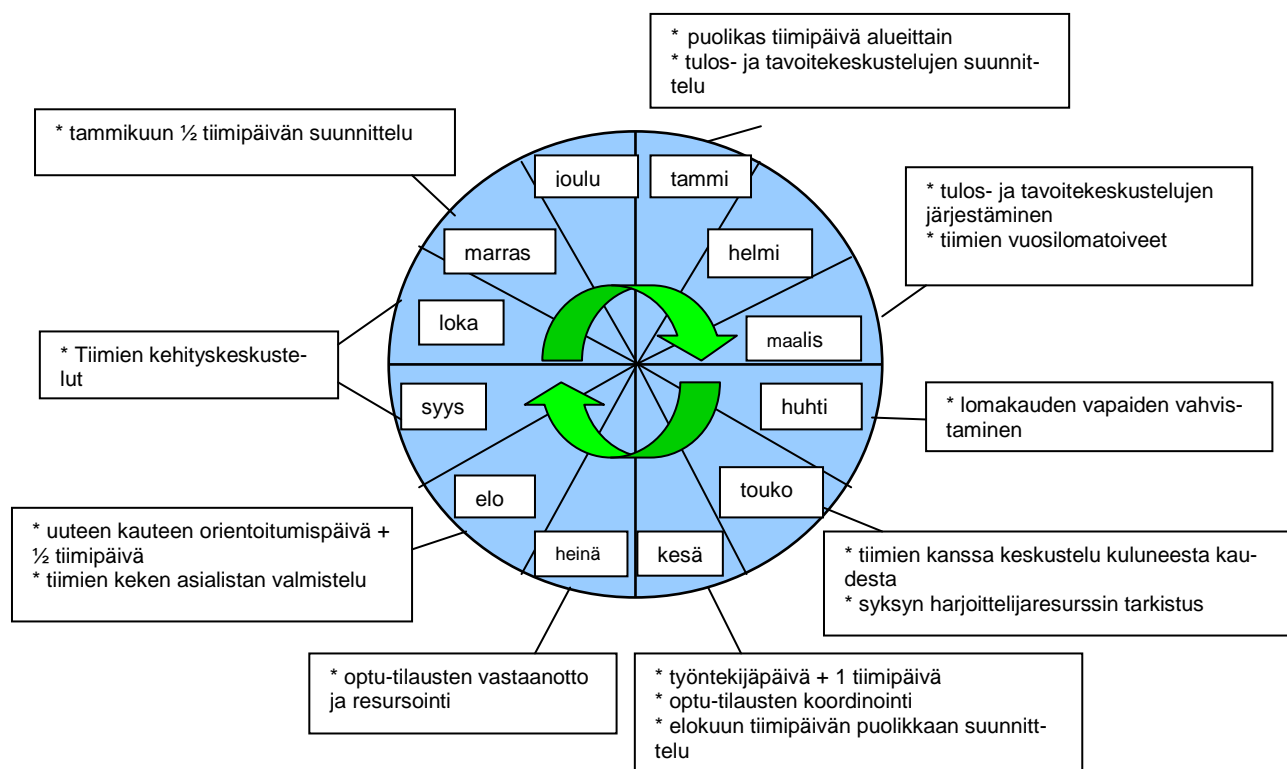 * puolikas tiimipäivä alueittain
* tulos- ja tavoitekeskustelujen suunnit-
telu
* tammikuun ½ tiimipäivän suunnittelu
joulu
tammi
* tulos- ja tavoitekeskustelujen
järjestäminen
* tiimien vuosilomatoiveet
marras
helmi
loka
maalis
* Tiimien kehityskeskuste-
lut
syys
huhti
* lomakauden vapaiden vahvis-
taminen
elo
touko
* uuteen kauteen orientoitumispäivä +
½ tiimipäivä
* tiimien keken asialistan valmistelu
heinä
kesä
* tiimien kanssa keskustelu kuluneesta kau-
desta
* syksyn harjoittelijaresurssin tarkistus
* optu-tilausten vastaanotto
ja resursointi
* työntekijäpäivä + 1 tiimipäivä
* optu-tilausten koordinointi
* elokuun tiimipäivän puolikkaan suunnitt-
telu